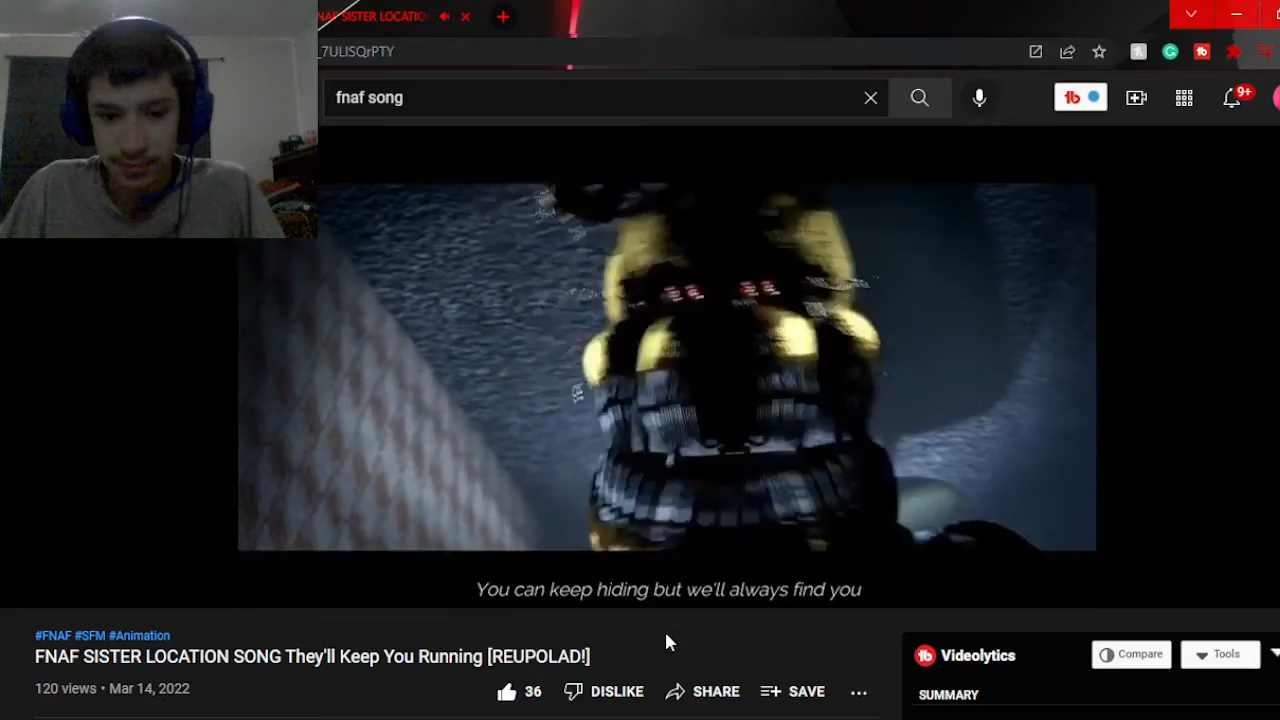 FNAF SISTER LOCATIO
_7ULlSQrPTY
fnaf song
9+
You can keep hiding but we'll always find you
#FNAF #SFM #Animation
FNAF SISTER LOCATION SONG They'll Keep You Running [REUPOLAD!]
120 views • Mar 14, 2022
36 DISLIKE SHARE SAVE ...
tb Videolytics Compare Tools
SUMMARY